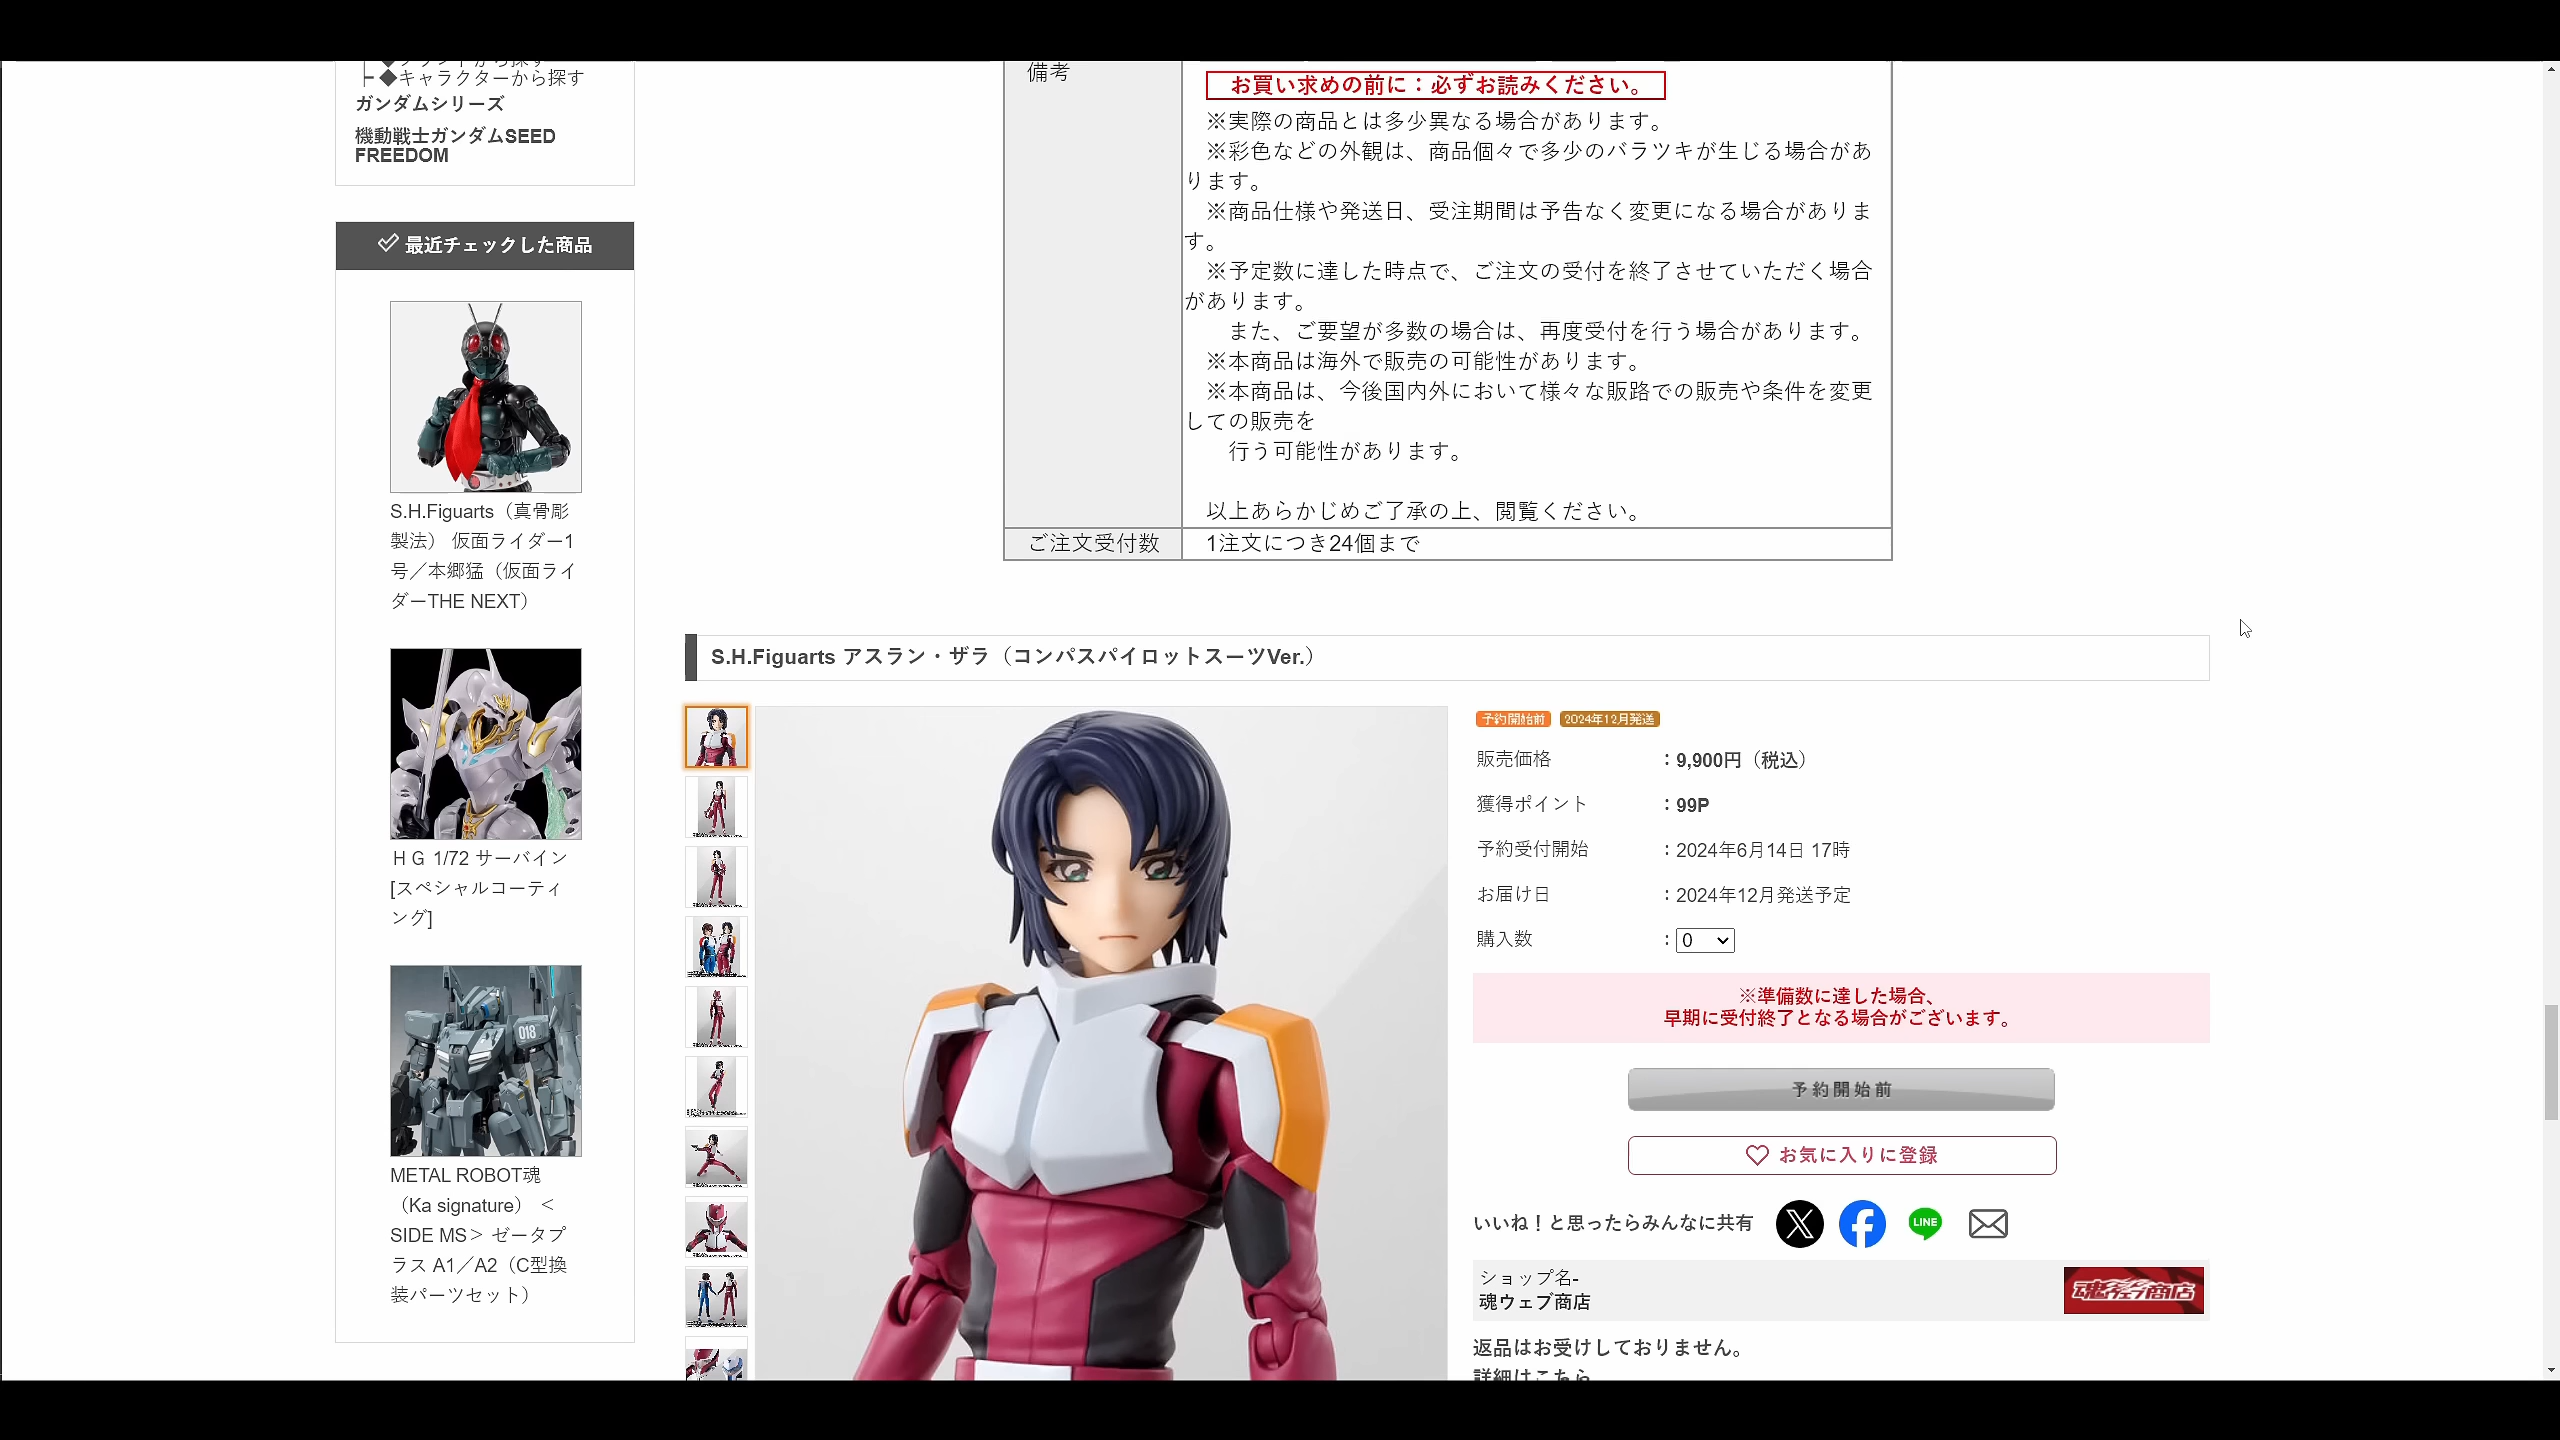 ┣ ◆キャラクターから探す
ガンダムシリーズ
機動戦士ガンダムSEED
FREEDOM
最近チェックした商品
S.H.Figuarts（真骨彫
製法） 仮面ライダー1
号／本郷猛（仮面ライ
ダーTHE NEXT）
ＨＧ 1/72 サーバイン
[スペシャルコーティ
ング]
018
METAL ROBOT魂
（Ka signature） ＜
SIDE MS＞ ゼータプ
ラス A1／A2（C型換
装パーツセット）
備考
お買い求めの前に：必ずお読みください。
※実際の商品とは多少異なる場合があります。
※彩色などの外観は、商品個々で多少のバラツキが生じる場合があ
ります。
※商品仕様や発送日、受注期間は予告なく変更になる場合がありま
す。
※予定数に達した時点で、ご注文の受付を終了させていただく場合
があります。
また、ご要望が多数の場合は、再度受付を行う場合があります。
※本商品は海外で販売の可能性があります。
※本商品は、今後国内外において様々な販路での販売や条件を変更
しての販売を
行う可能性があります。
以上あらかじめご了承の上、閲覧ください。
ご注文受付数
1注文につき24個まで
S.H.Figuarts アスラン・ザラ（コンパスパイロットスーツVer.）
予約開始前 2024年12月発送
販売価格 ：9,900円（税込）
獲得ポイント ：99P
予約受付開始 ：2024年6月14日 17時
お届け日 ：2024年12月発送予定
購入数 ：0
※準備数に達した場合、
早期に受付終了となる場合がございます。
予約開始前
お気に入りに登録
いいね！と思ったらみんなに共有
LINE
ショップ名-
魂ウェブ商店
魂ウェブ商店
返品はお受けしておりません。
詳細はこちら